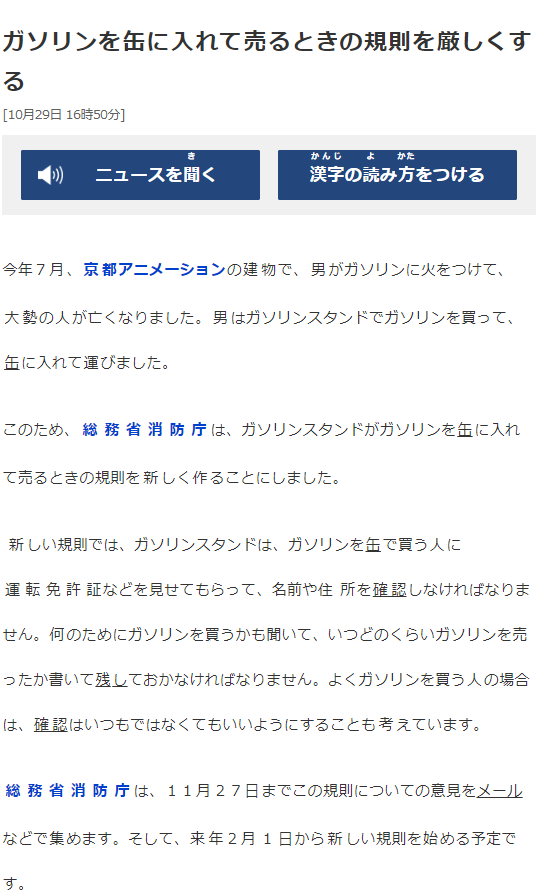 ガソリンを缶に入れて売るときの規則を厳しくす
る
[10月29日 16時50分]
き
ニュースを聞く
かんじ よ かた
漢字の読み方をつける
今年７月、京都アニメーションの建物で、男がガソリンに火をつけて、
大勢の人が亡くなりました。男はガソリンスタンドでガソリンを買って、
缶に入れて運びました。
このため、総務省消防庁は、ガソリンスタンドがガソリンを缶に入れ
て売るときの規則を新しく作ることにしました。
新しい規則では、ガソリンスタンドは、ガソリンを缶で買う人に
運転免許証などを見せてもらって、名前や住所を確認しなければなりま
せん。何のためにガソリンを買うかも聞いて、いつどのくらいガソリンを売
ったか書いて残しておかなければなりません。よくガソリンを買う人の場合
は、確認はいつもではなくてもいいようにすることも考えています。
総務省消防庁は、１１月２７日までこの規則についての意見をメール
などで集めます。そして、来年２月１日から新しい規則を始める予定で
す。